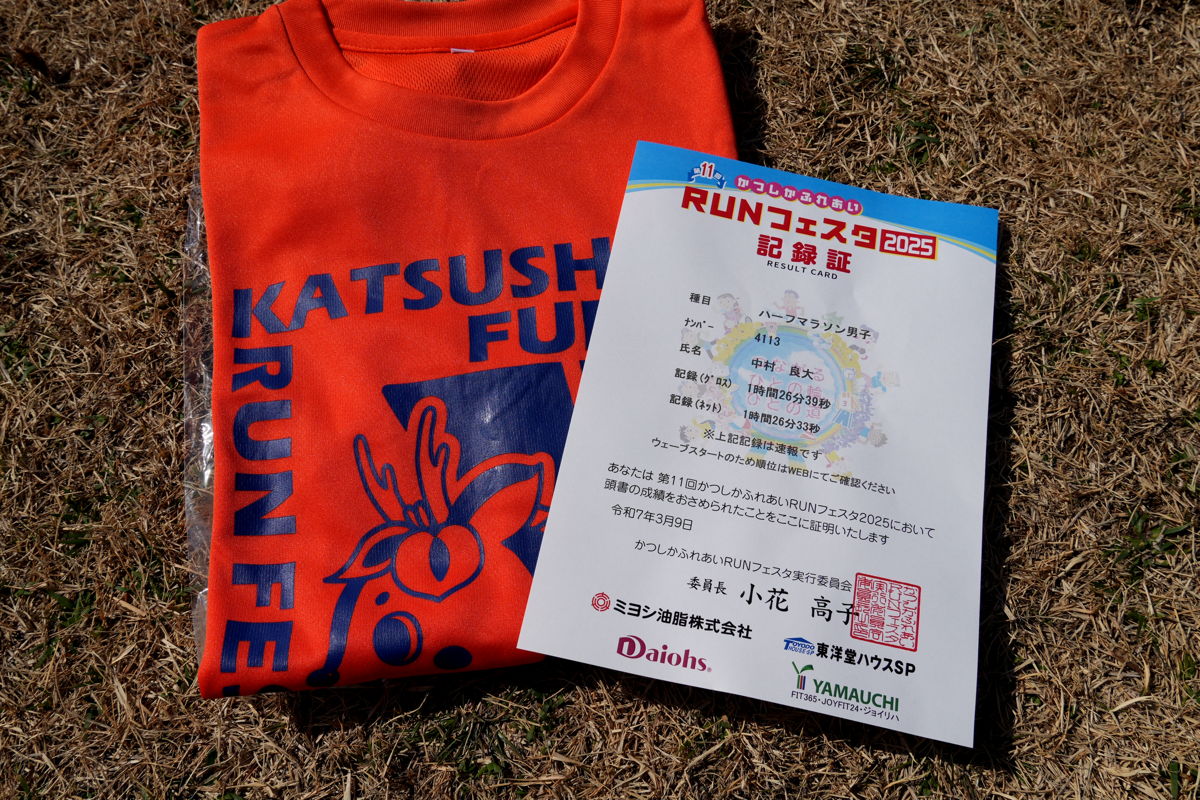 KATSUSH
FU
RUN FE
第11回
かつしかふれあい
RUNフェスタ2025
記録証
RESULT CARD
種目 ハーフマラソン男子
ナンバー 4113
氏名 中村 良大
記録(グロス) 1時間26分39秒
記録(ネット) 1時間26分33秒
※上記記録は速報です
ウェーブスタートのため順位はWEBにてご確認ください
あなたは 第11回かつしかふれあいRUNフェスタ2025において
頭書の成績をおさめられたことをここに証明いたします
令和7年3月9日
かつしかふれあいRUNフェスタ実行委員会
委員長 小花 高子
ミヨシ油脂株式会社
TOYODO HOUSE SP 東洋堂ハウスSP
Daiohs
YAMAUCHI
FIT365・JOYFIT24・ジョイリハ